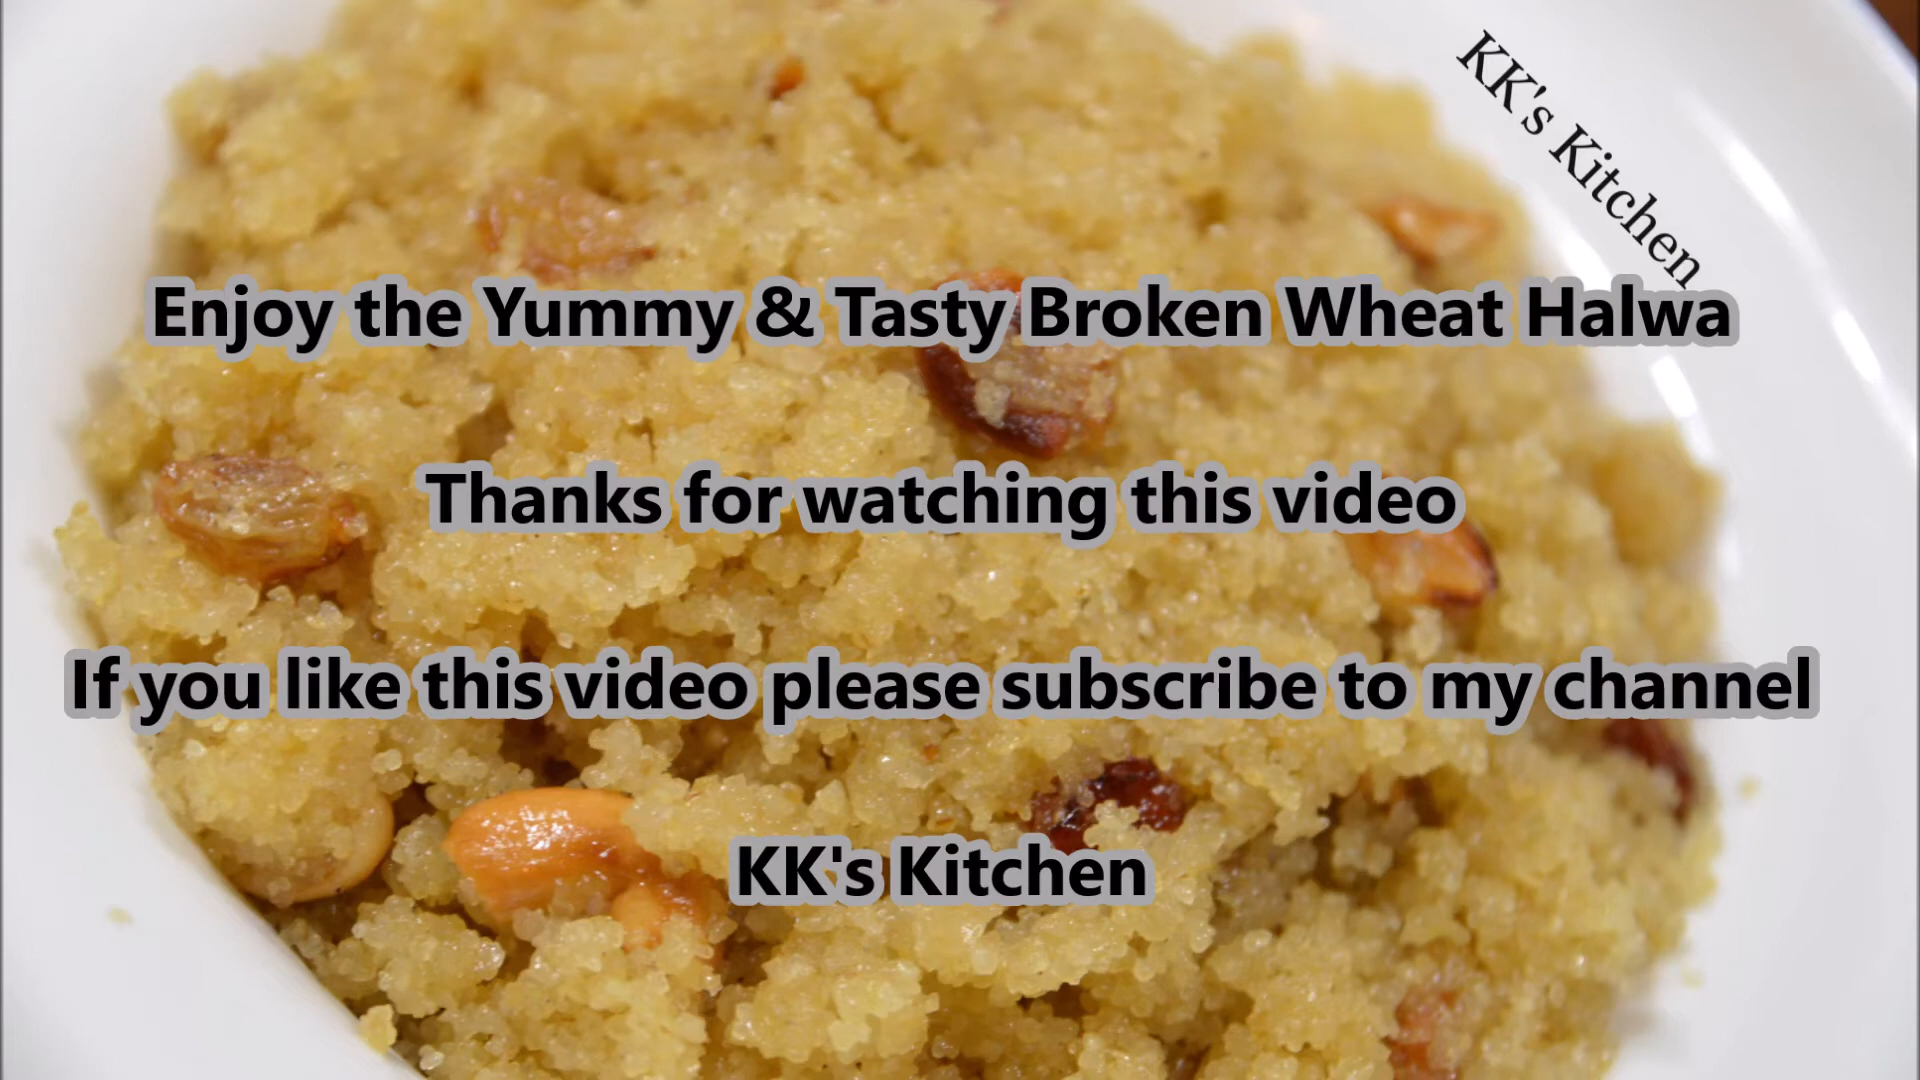 KK's Kitchen
Enjoy the Yummy & Tasty Broken Wheat Halwa
Thanks for watching this video
If you like this video please subscribe to my channel
KK's Kitchen